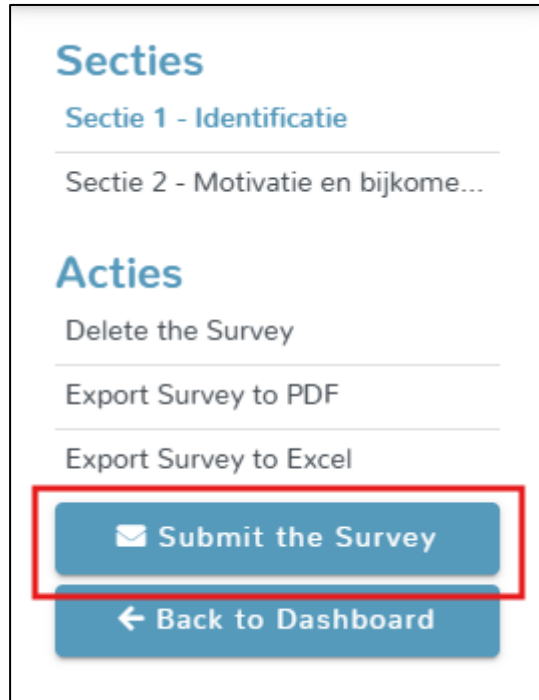 Secties
Sectie 1 - Identificatie
Sectie 2 - Motivatie en bijkome...
Acties
Delete the Survey
Export Survey to PDF
Export Survey to Excel
Submit the Survey
Back to Dashboard